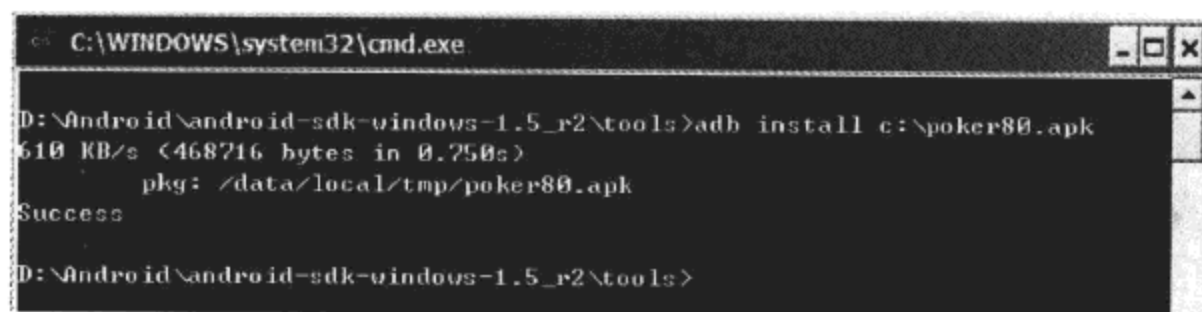 C:\WINDOWS\system32\cmd.exe
D:\Android\android-sdk-windows-1.5_r2\tools>adb install c:\poker80.apk
610 KB/s (468716 bytes in 0.750s)
pkg: /data/local/tmp/poker80.apk
Success
D:\Android\android-sdk-windows-1.5_r2\tools>